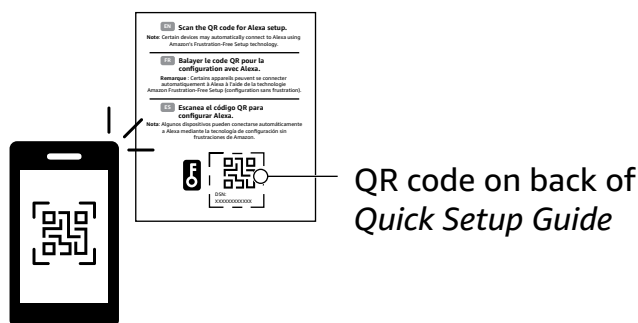 EN Scan the QR code for Alexa setup.
Note: Certain devices may automatically connect to Alexa using
Amazon's Frustration-Free Setup technology.
FR Balayer le code QR pour la
configuration avec Alexa.
Remarque : Certains appareils peuvent se connecter
automatiquement à Alexa à l'aide de la technologie
Amazon Frustration-Free Setup (configuration sans frustration).
ES Escanea el código QR para
configurar Alexa.
Nota: Algunos dispositivos pueden conectarse automáticamente
a Alexa mediante la tecnología de configuración sin
frustraciones de Amazon.
DSN:
XXXXXXXXXXXX
QR code on back of
Quick Setup Guide